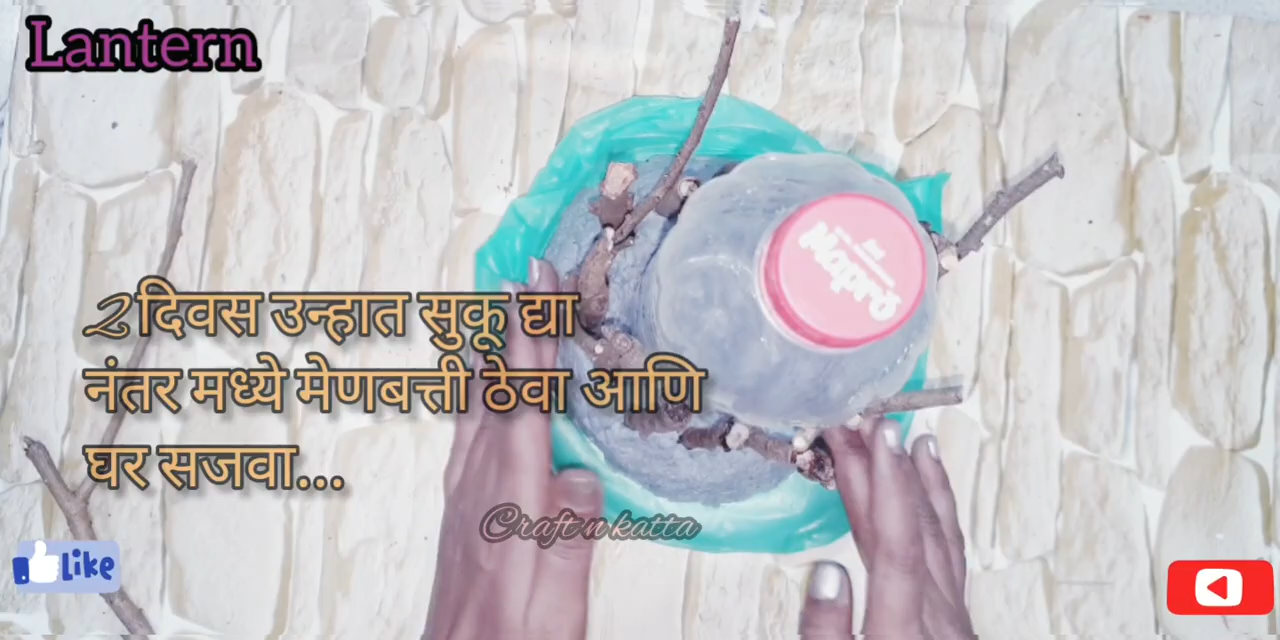 Lantern
2 दिवस उन्हात सुकू द्या
नंतर मध्ये मेणबत्ती ठेवा आणि
घर सजवा...
Craft n katta
Like